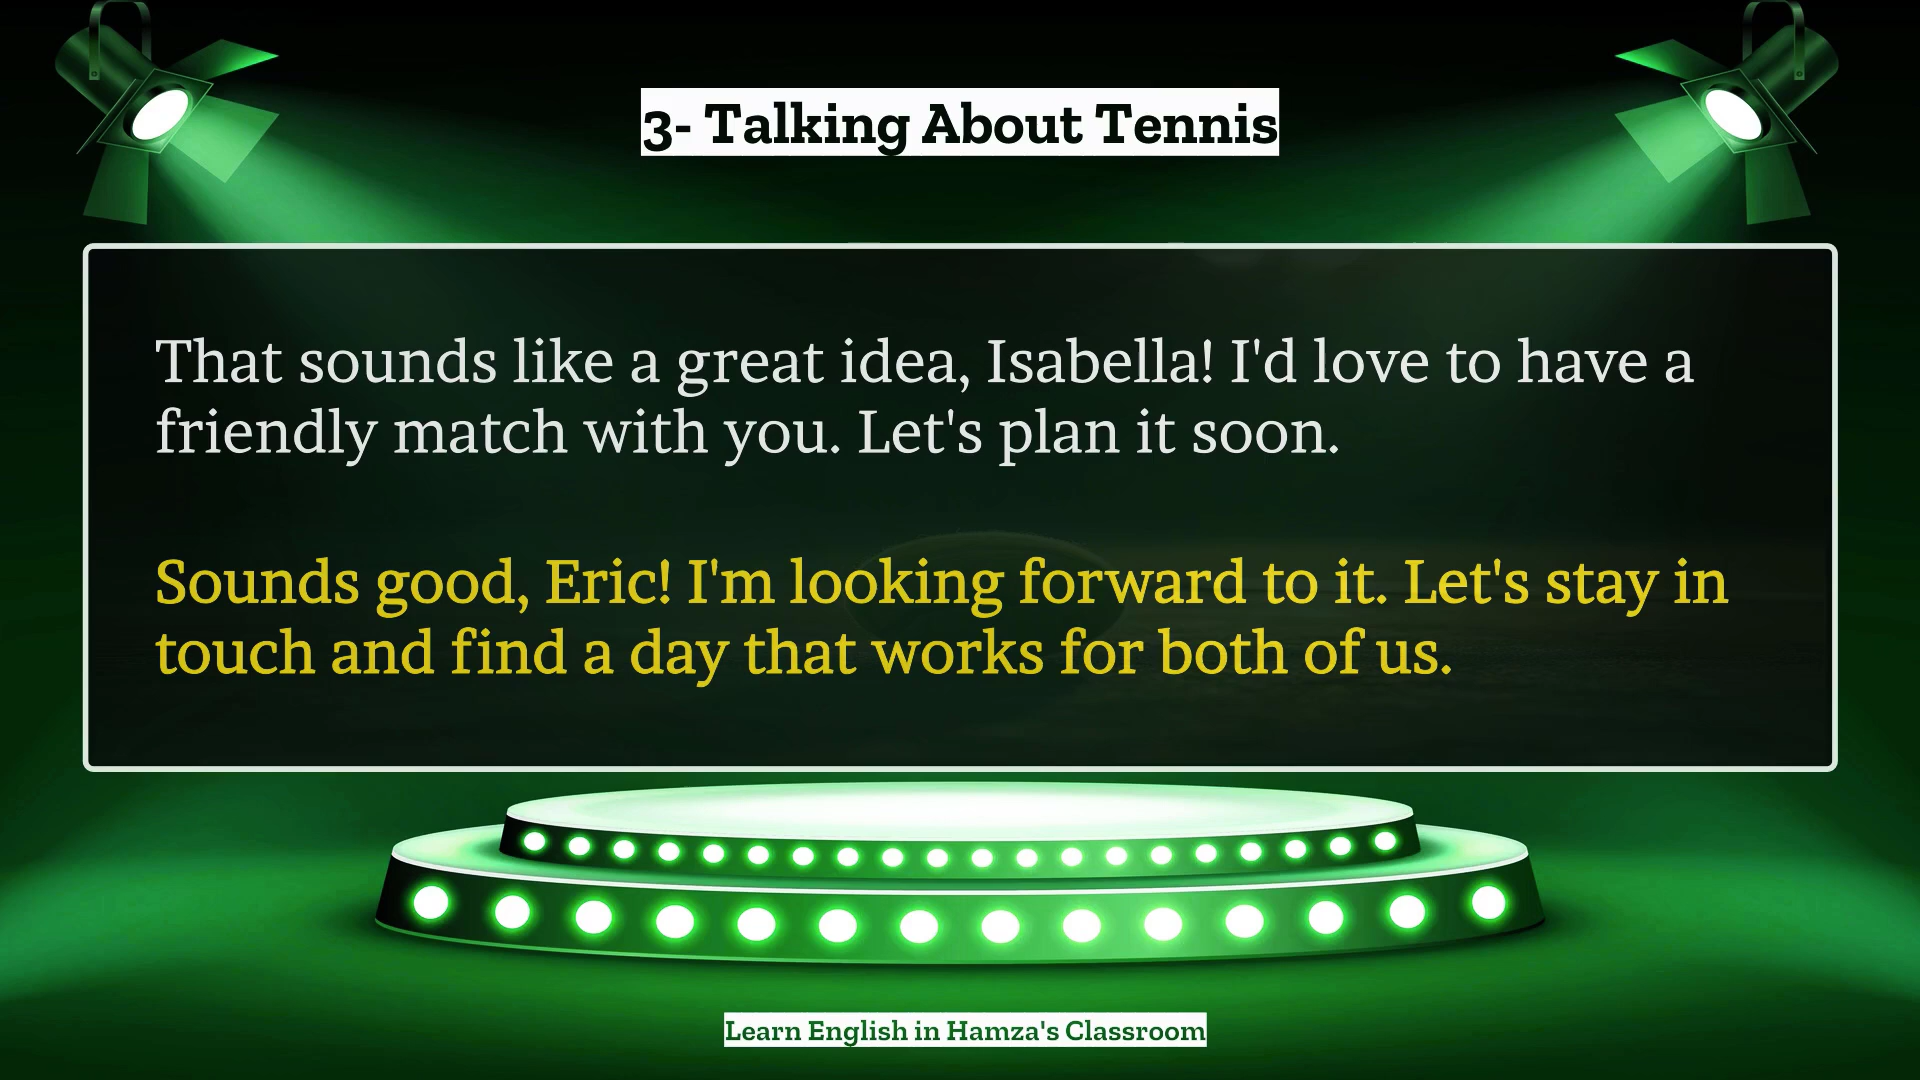 3- Talking About Tennis
That sounds like a great idea, Isabella! I'd love to have a
friendly match with you. Let's plan it soon.
Sounds good, Eric! I'm looking forward to it. Let's stay in
touch and find a day that works for both of us.
Learn English in Hamza's Classroom